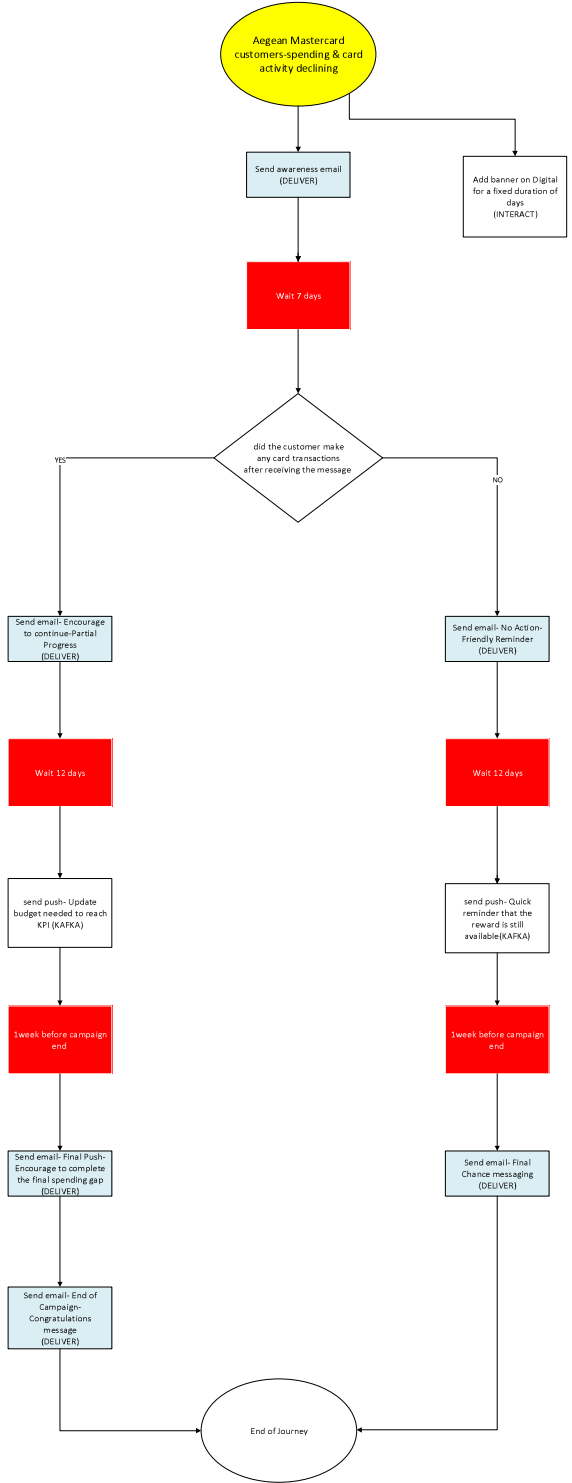 Aegean Mastercard
customers-spending & card
activity declining
Send awareness email
(DELIVER)
Add banner on Digital
for a fixed duration of
days
(INTERACT)
Wait 7 days
did the customer make
any card transactions
after receiving the message
YES
NO
Send email- Encourage
to continue-Partial
Progress
(DELIVER)
Send email- No Action-
Friendly Reminder
(DELIVER)
Wait 12 days
Wait 12 days
send push- Update
budget needed to reach
KPI (KAFKA)
send push- Quick
reminder that the
reward is still
available(KAFKA)
1week before campaign
end
1week before campaign
end
Send email- Final Push-
Encourage to complete
the final spending gap
(DELIVER)
Send email- Final
Chance messaging
(DELIVER)
Send email- End of
Campaign-
Congratulations
message
(DELIVER)
End of Journey